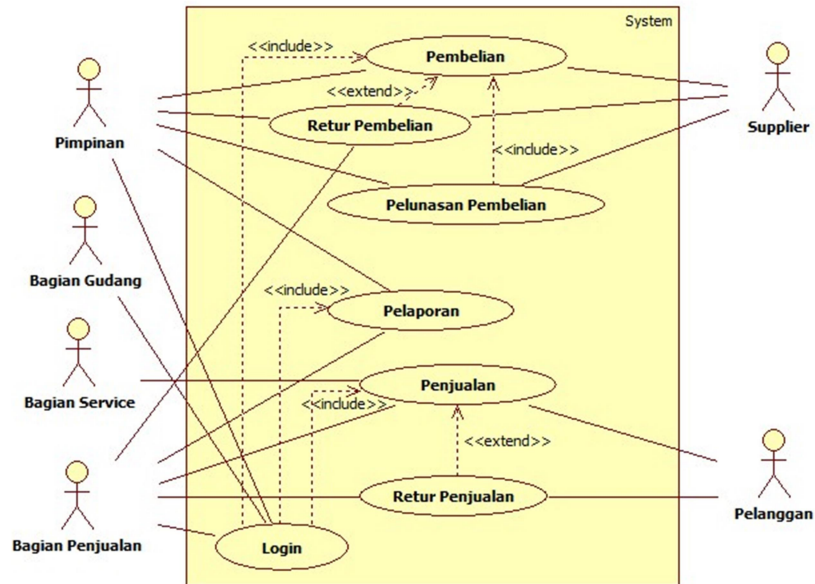 System
<<include>>
Pembelian
<<extend>>
Retur Pembelian
Pimpinan
Supplier
<<include>>
Pelunasan Pembelian
Bagian Gudang
<<include>>
Pelaporan
Penjualan
Bagian Service
<<include>>
<<extend>>
Retur Penjualan
Pelanggan
Bagian Penjualan
Login